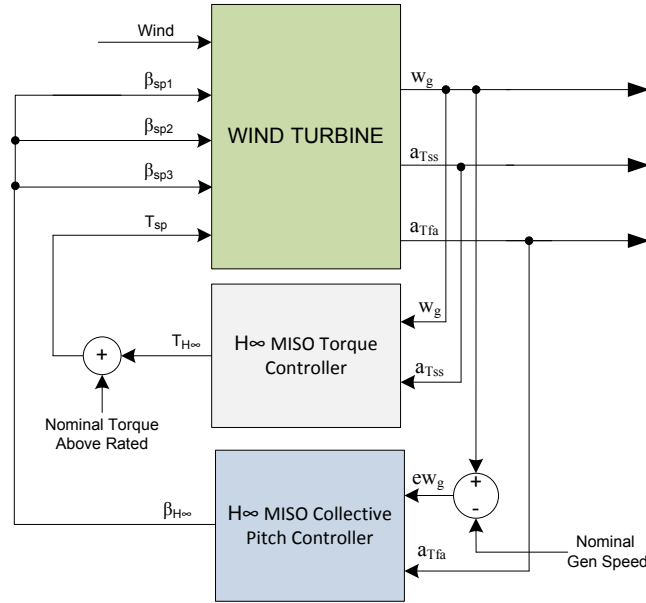 Wind
βsp1
wg
βsp2
WIND TURBINE
aTss
βsp3
Tsp
aTfa
wg
TH∞
H∞ MISO Torque
Controller
+
aTss
Nominal Torque
Above Rated
+
ewg
H∞ MISO Collective
Pitch Controller
βH∞
-
aTfa
Nominal
Gen Speed